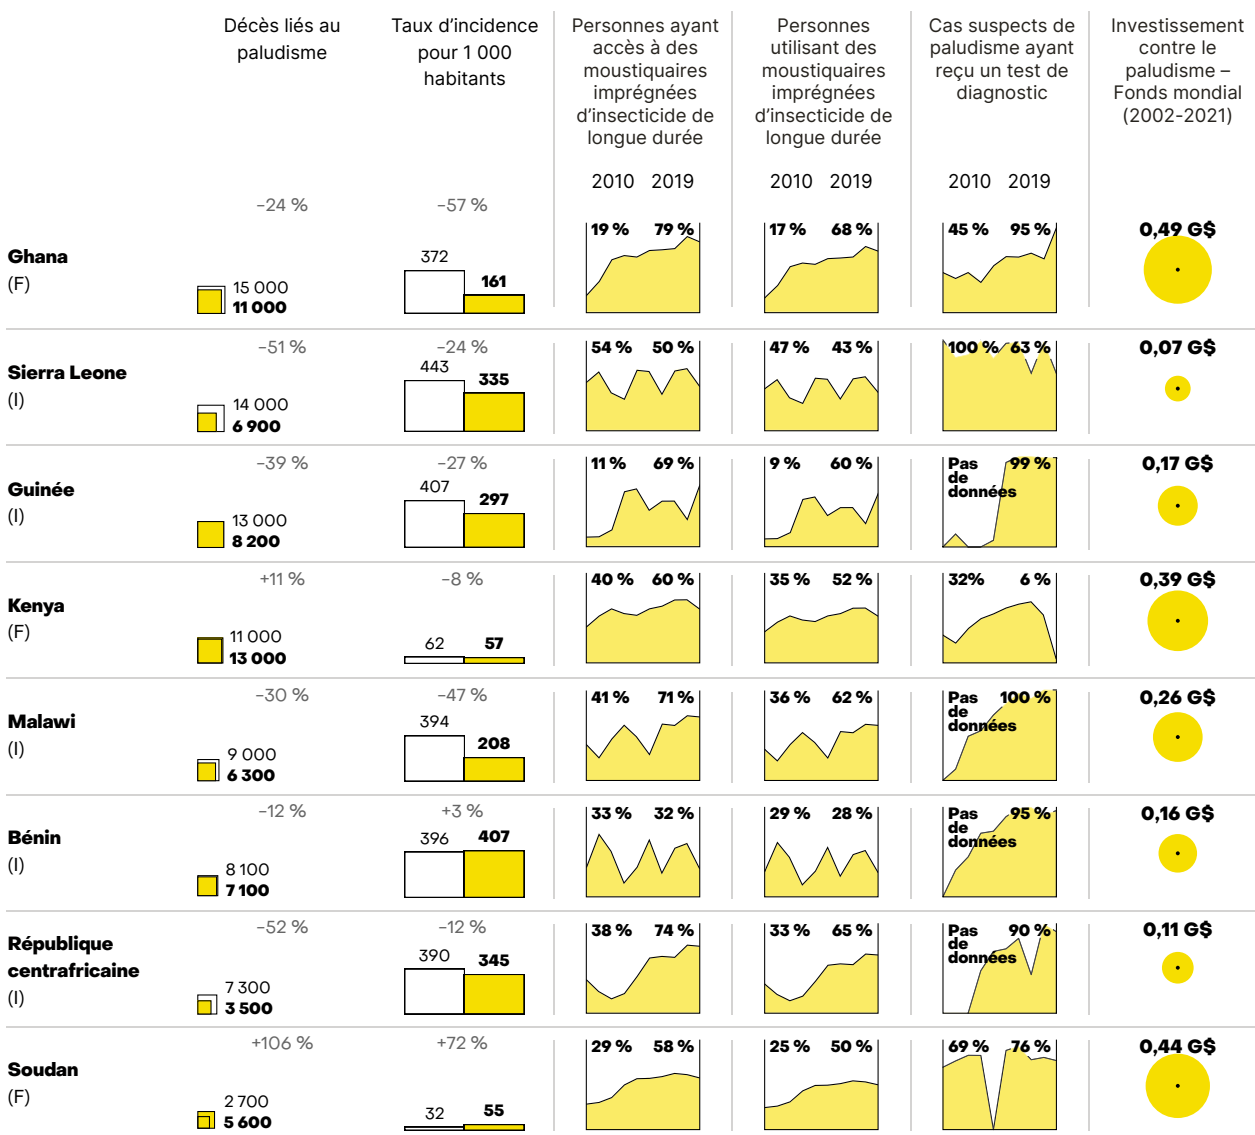 Décès liés au
paludisme
Taux d’incidence
pour 1 000
habitants
Personnes ayant
accès à des
moustiquaires
imprégnées
d’insecticide de
longue durée
Personnes
utilisant des
moustiquaires
imprégnées
d’insecticide de
longue durée
Cas suspects de
paludisme ayant
reçu un test de
diagnostic
Investissement
contre le
paludisme –
Fonds mondial
(2002-2021)
2010 2019
2010 2019
2010 2019
Ghana
(F)
-24 %
15 000
11 000
-57 %
372
161
19 % 79 %
17 % 68 %
45 % 95 %
0,49 G$
Sierra Leone
(I)
-51 %
14 000
6 900
-24 %
443
335
54 % 50 %
47 % 43 %
100 % 63 %
0,07 G$
Guinée
(I)
-39 %
13 000
8 200
-27 %
407
297
11 % 69 %
9 % 60 %
Pas
de
données
99 %
0,17 G$
Kenya
(F)
+11 %
11 000
13 000
-8 %
62
57
40 % 60 %
35 % 52 %
32% 6 %
0,39 G$
Malawi
(I)
-30 %
9 000
6 300
-47 %
394
208
41 % 71 %
36 % 62 %
Pas
de
données
100 %
0,26 G$
Bénin
(I)
-12 %
8 100
7 100
+3 %
396
407
33 % 32 %
29 % 28 %
Pas
de
données
95 %
0,16 G$
République
centrafricaine
(I)
-52 %
7 300
3 500
-12 %
390
345
38 % 74 %
33 % 65 %
Pas
de
données
90 %
0,11 G$
Soudan
(F)
+106 %
2 700
5 600
+72 %
32
55
29 % 58 %
25 % 50 %
69 % 76 %
0,44 G$